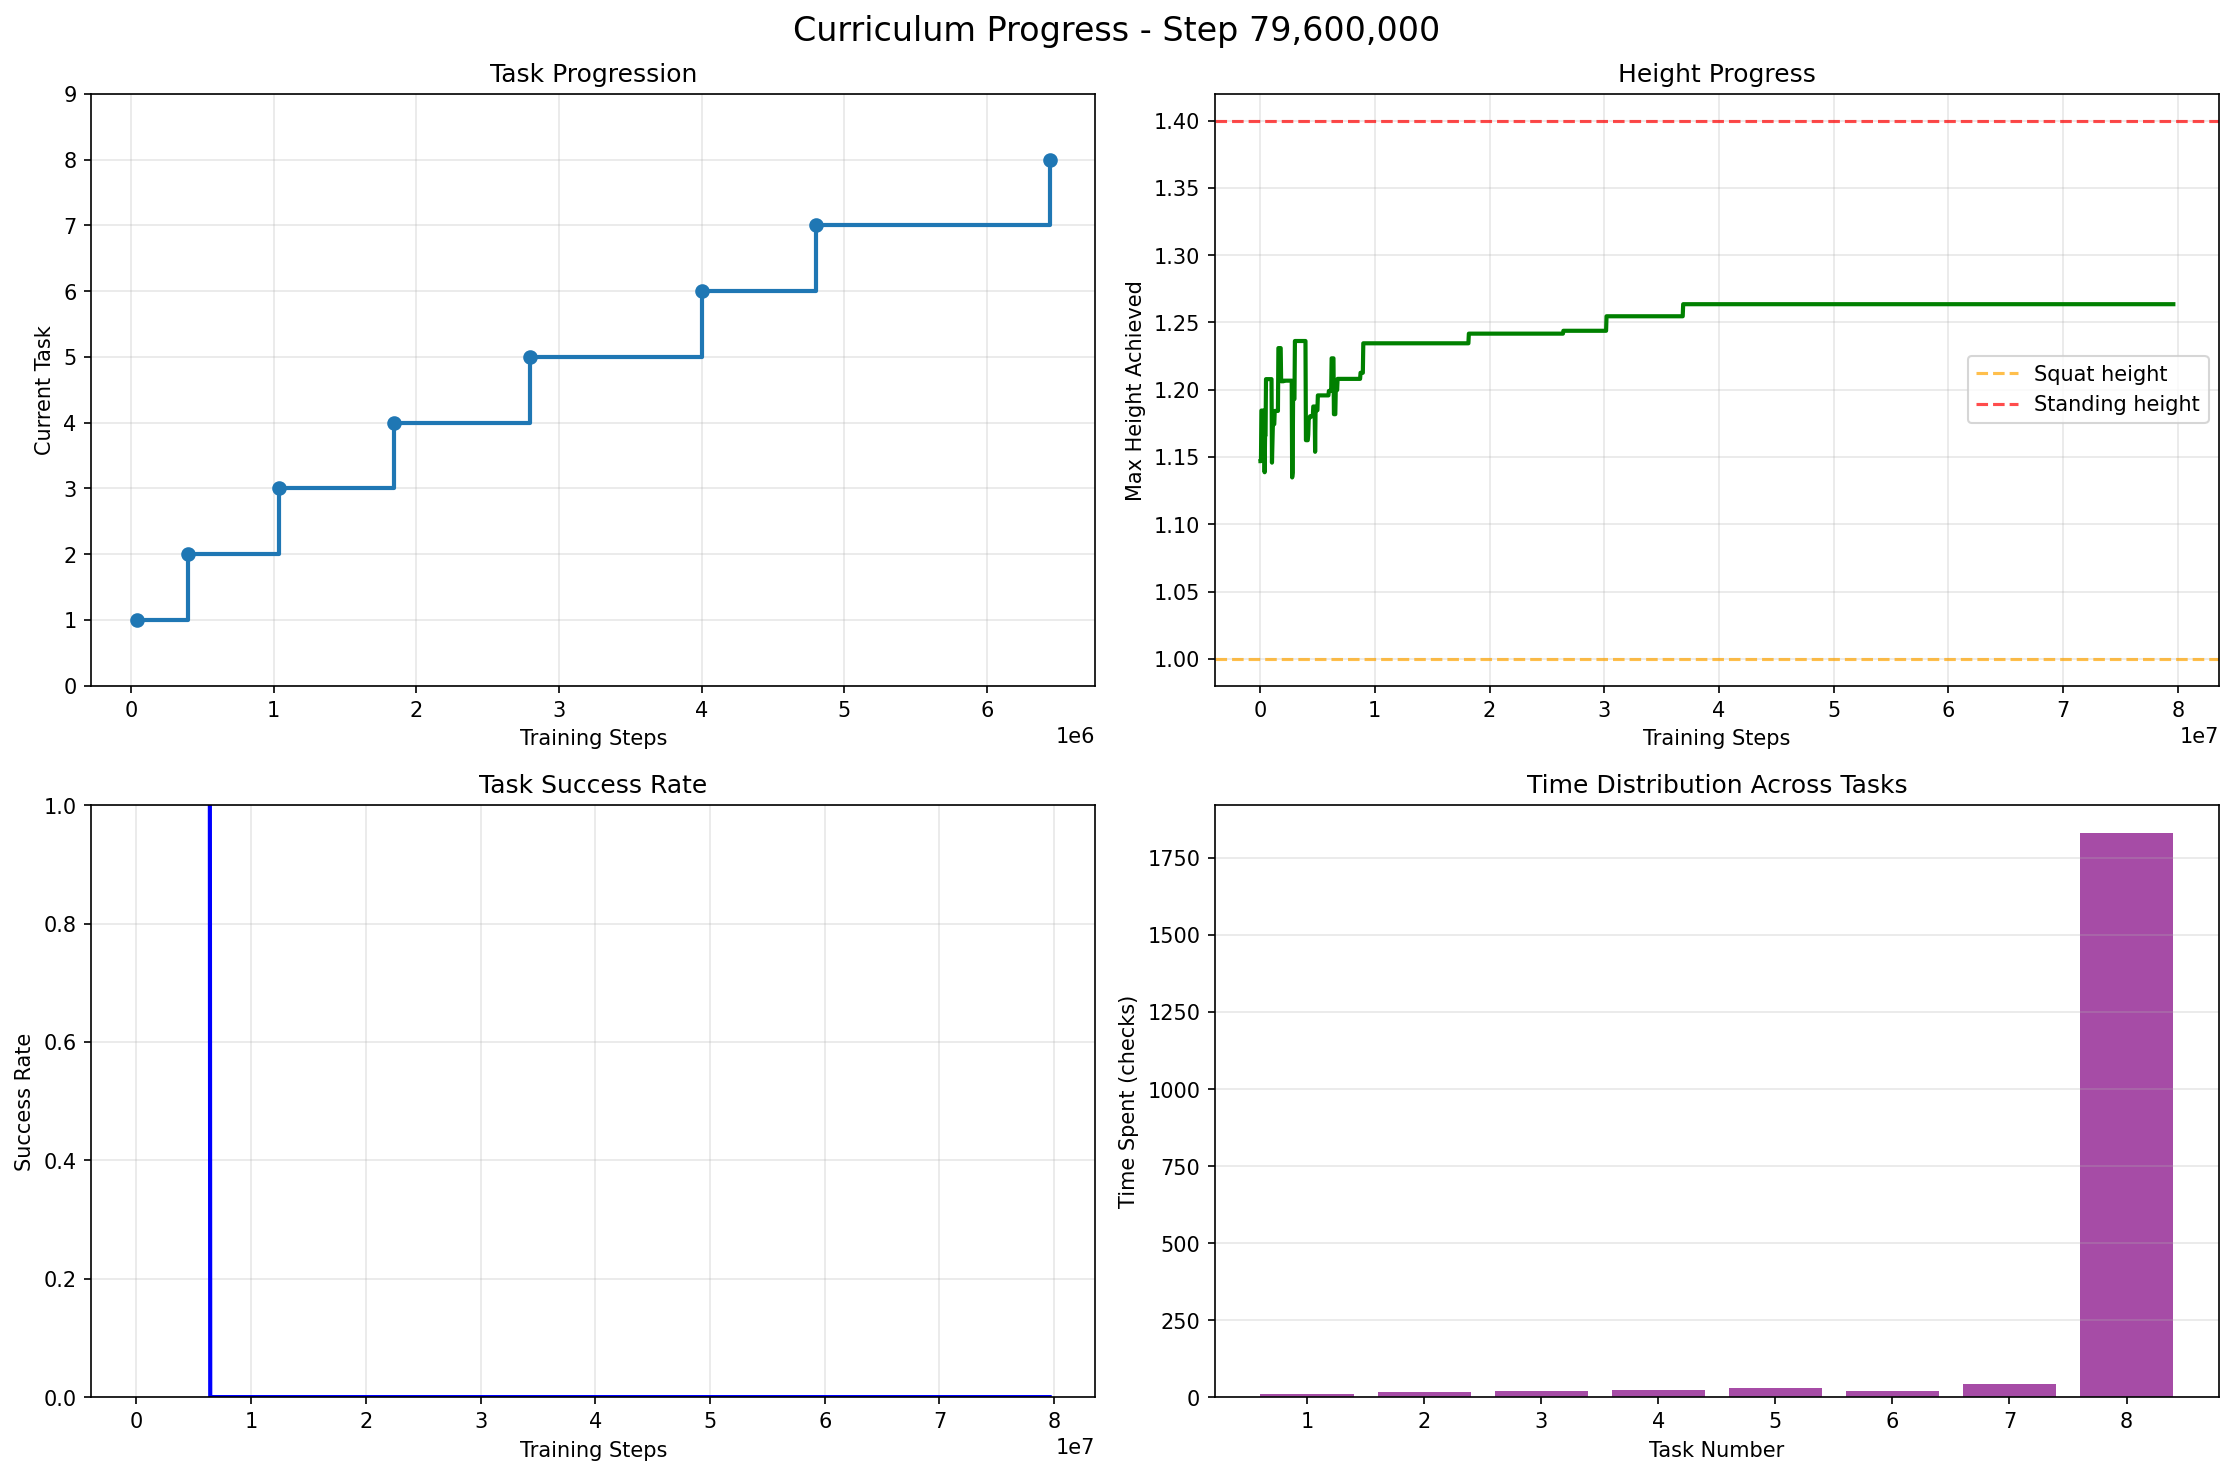 Curriculum Progress - Step 79,600,000
Task Progression
Current Task
9
8
7
6
5
4
3
2
1
0
0 1 2 3 4 5 6
1e6
Training Steps
Height Progress
Max Height Achieved
1.40
1.35
1.30
1.25
1.20
1.15
1.10
1.05
1.00
Squat height
Standing height
0 1 2 3 4 5 6 7 8
1e7
Training Steps
Task Success Rate
Success Rate
1.0
0.8
0.6
0.4
0.2
0.0
0 1 2 3 4 5 6 7 8
1e7
Training Steps
Time Distribution Across Tasks
Time Spent (checks)
1750
1500
1250
1000
750
500
250
0
1 2 3 4 5 6 7 8
Task Number